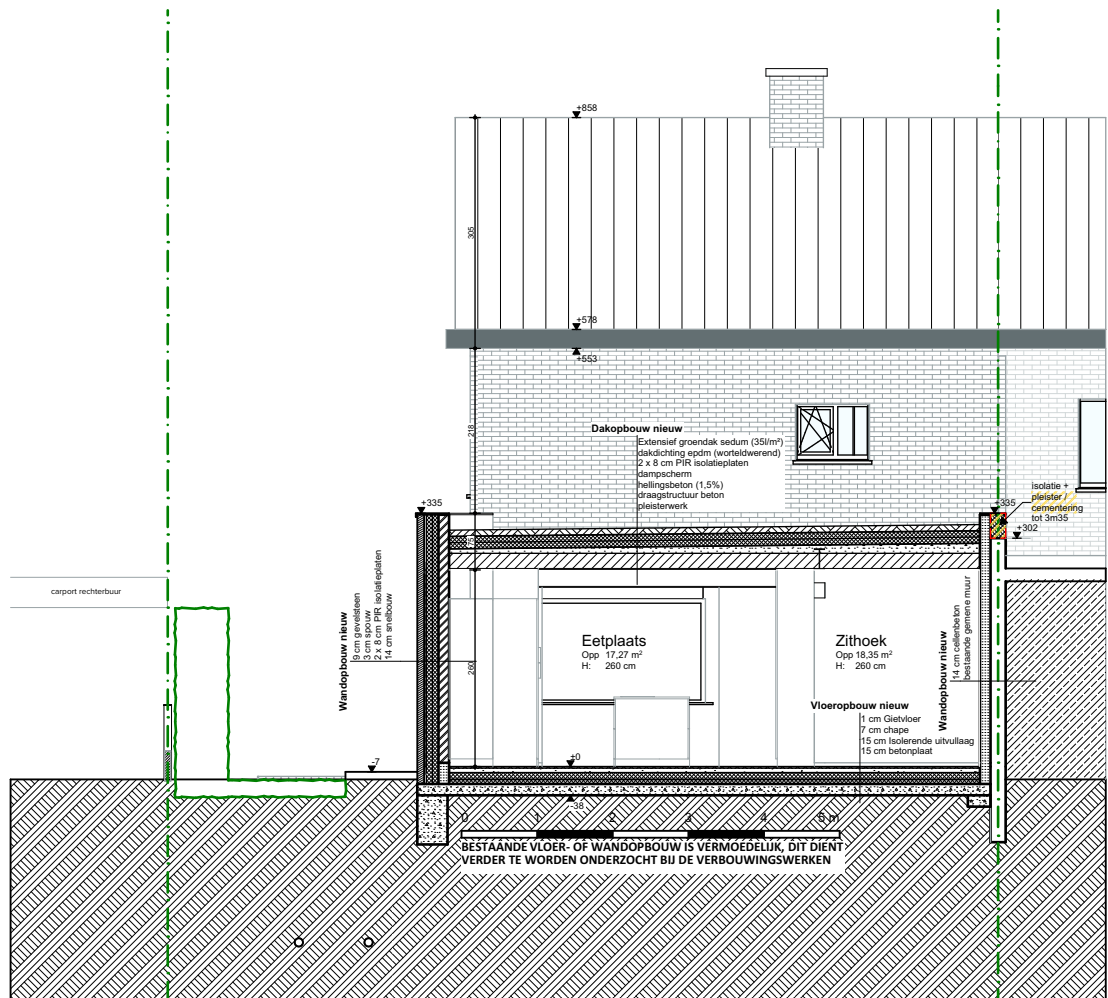 +858
305
+578
+553
218
Dakopbouw nieuw
Extensief groendak sedum (35l/m²)
dakdichting epdm (worteldwerend)
2 x 8 cm PIR isolatieplaten
dampscherm
hellingsbeton (1,5%)
draagstructuur beton
pleisterwerk
isolatie +
pleister /
cementering
tot 3m35
+335
+335
+302
75
carport rechterbuur
Wandopbouw nieuw
9 cm gevelsteen
3 cm spouw
2 x 8 cm PIR isolatieplaten
14 cm snelbouw
260
Eetplaats
Opp 17,27 m²
H: 260 cm
Zithoek
Opp 18,35 m²
H: 260 cm
Wandopbouw nieuw
14 cm cellenbeton
bestaande gemene muur
Vloeropbouw nieuw
1 cm Gietvloer
7 cm chape
15 cm Isolerende uitvullaag
15 cm betonplaat
-7
+0
-38
0 1 2 3 4 5 m
BESTAANDE VLOER- OF WANDOPBOUW IS VERMOEDELIJK, DIT DIENT
VERDER TE WORDEN ONDERZOCHT BIJ DE VERBOUWINGSWERKEN